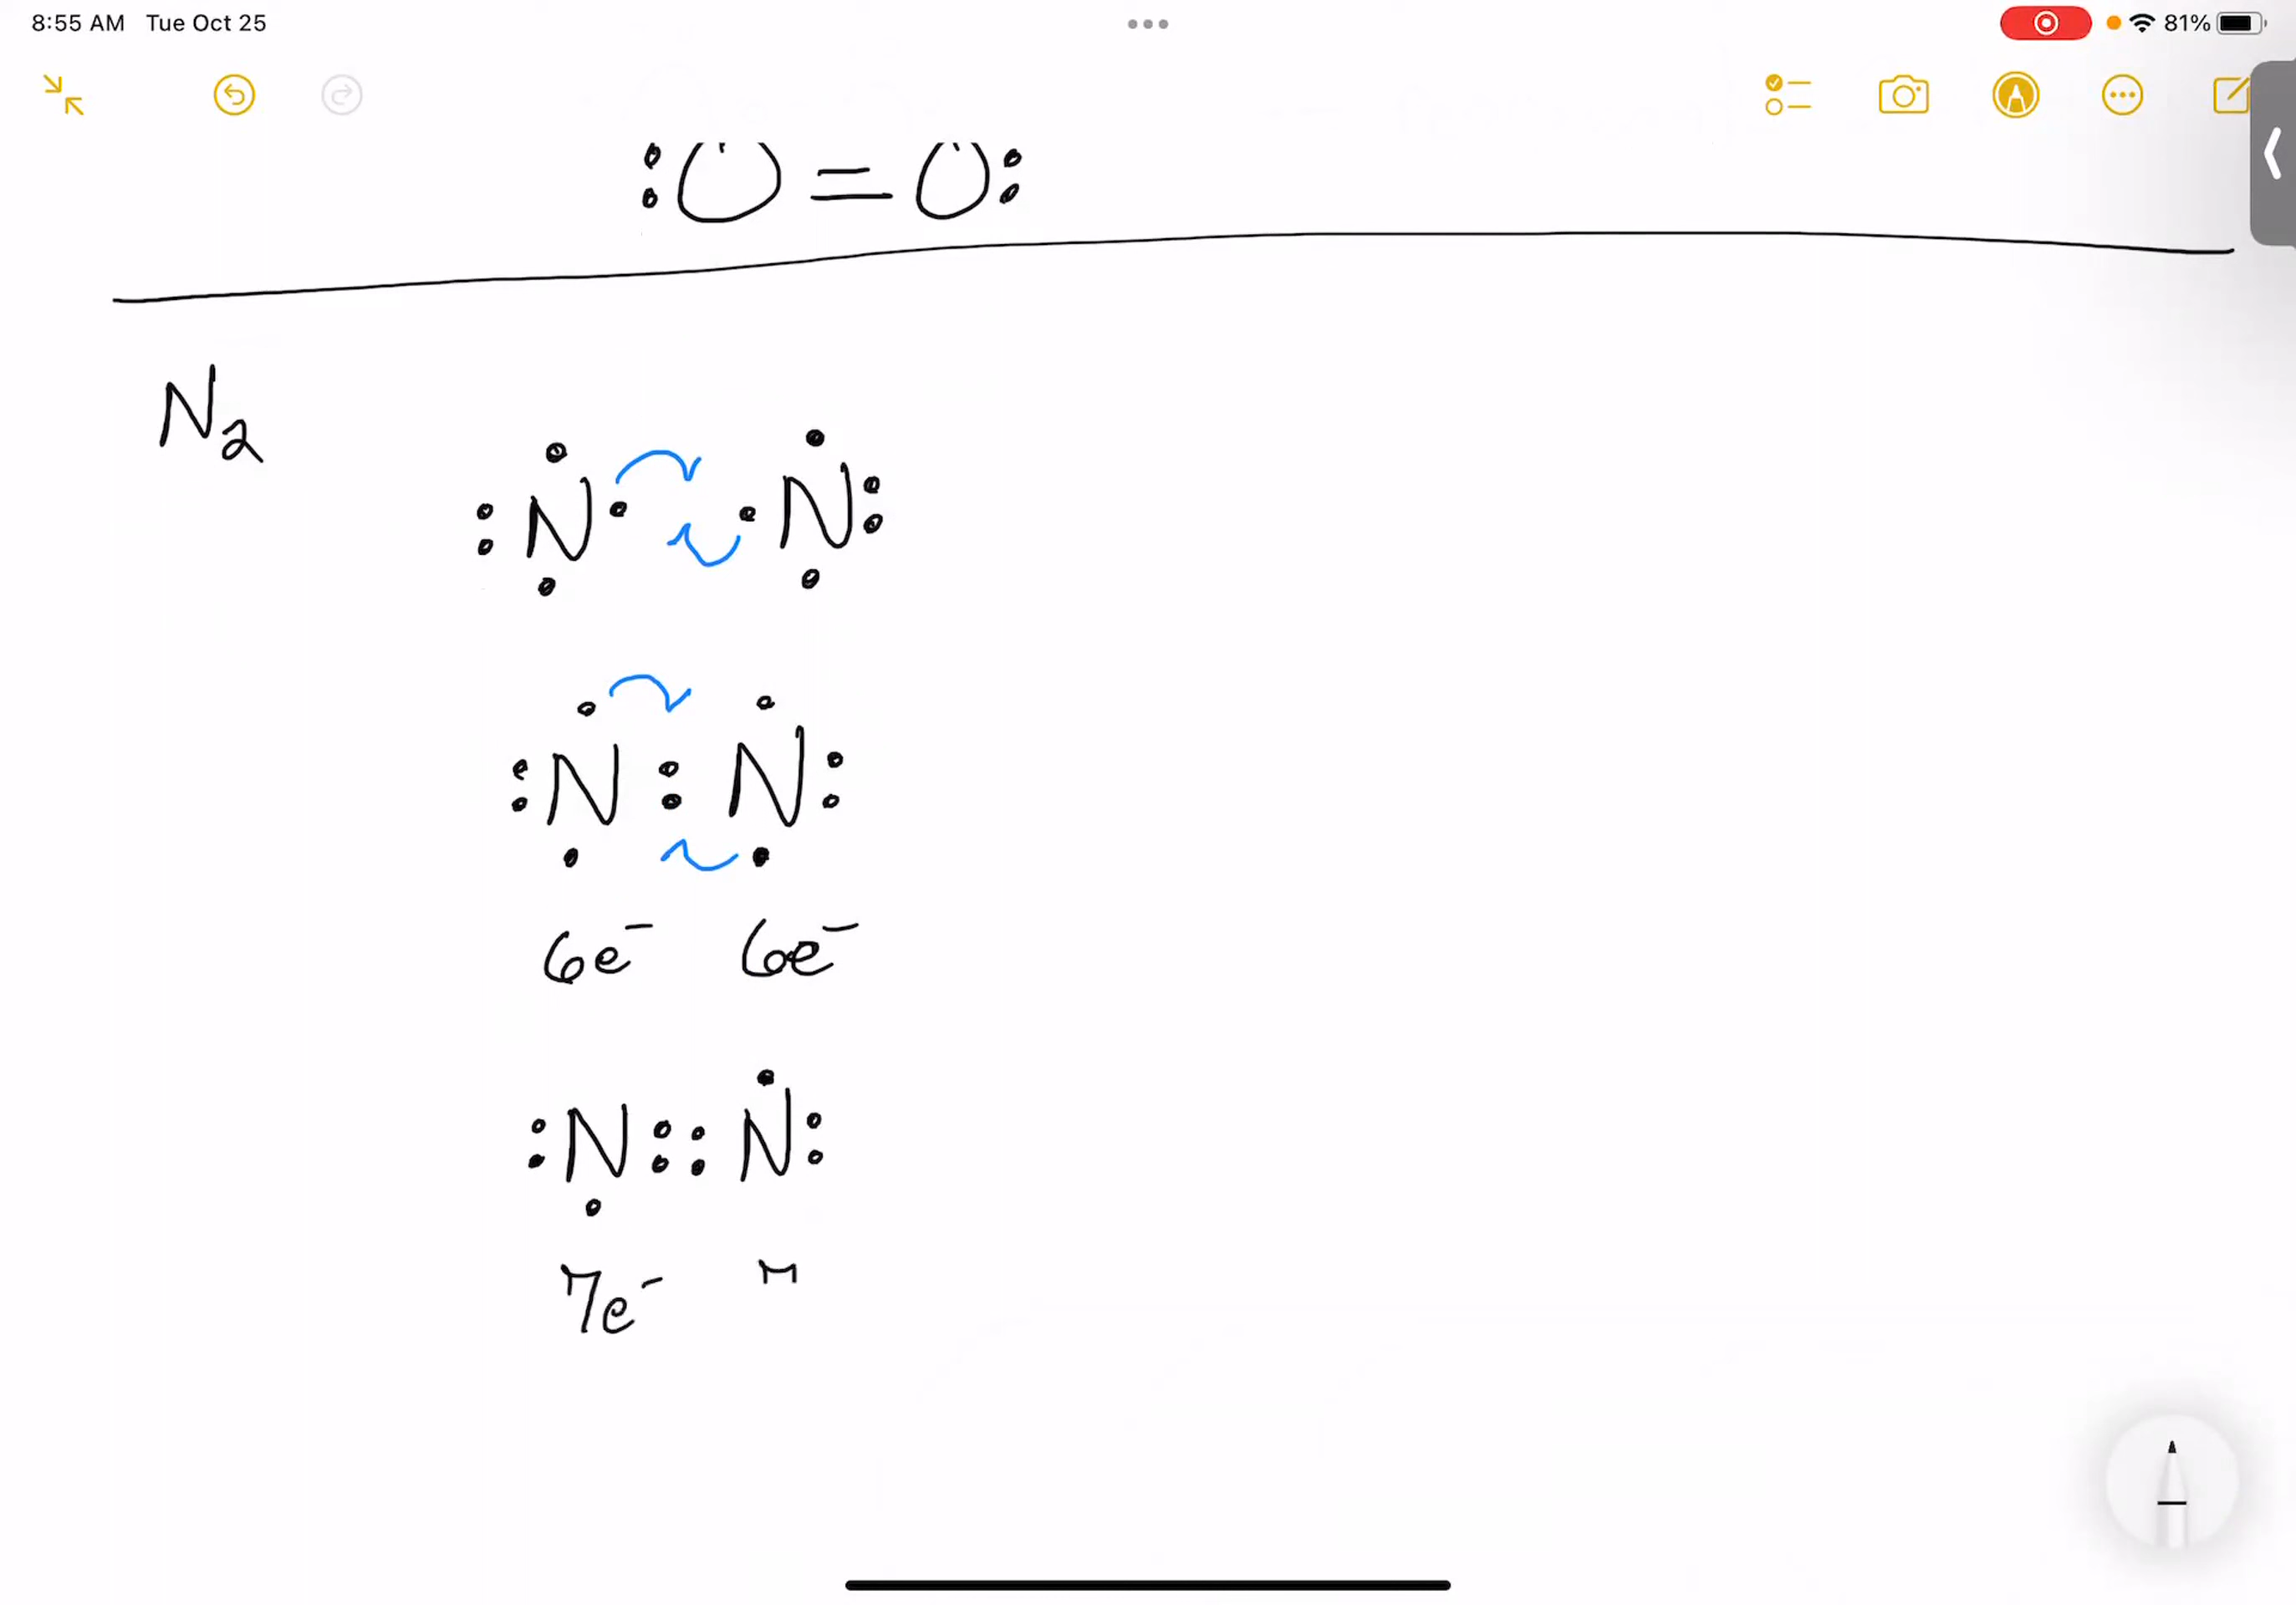 8:55 AM Tue Oct 25
81%
:O=O:
N₂
:N· ·N:
:N:N:
6e⁻ 6e⁻
:N::N:
7e⁻